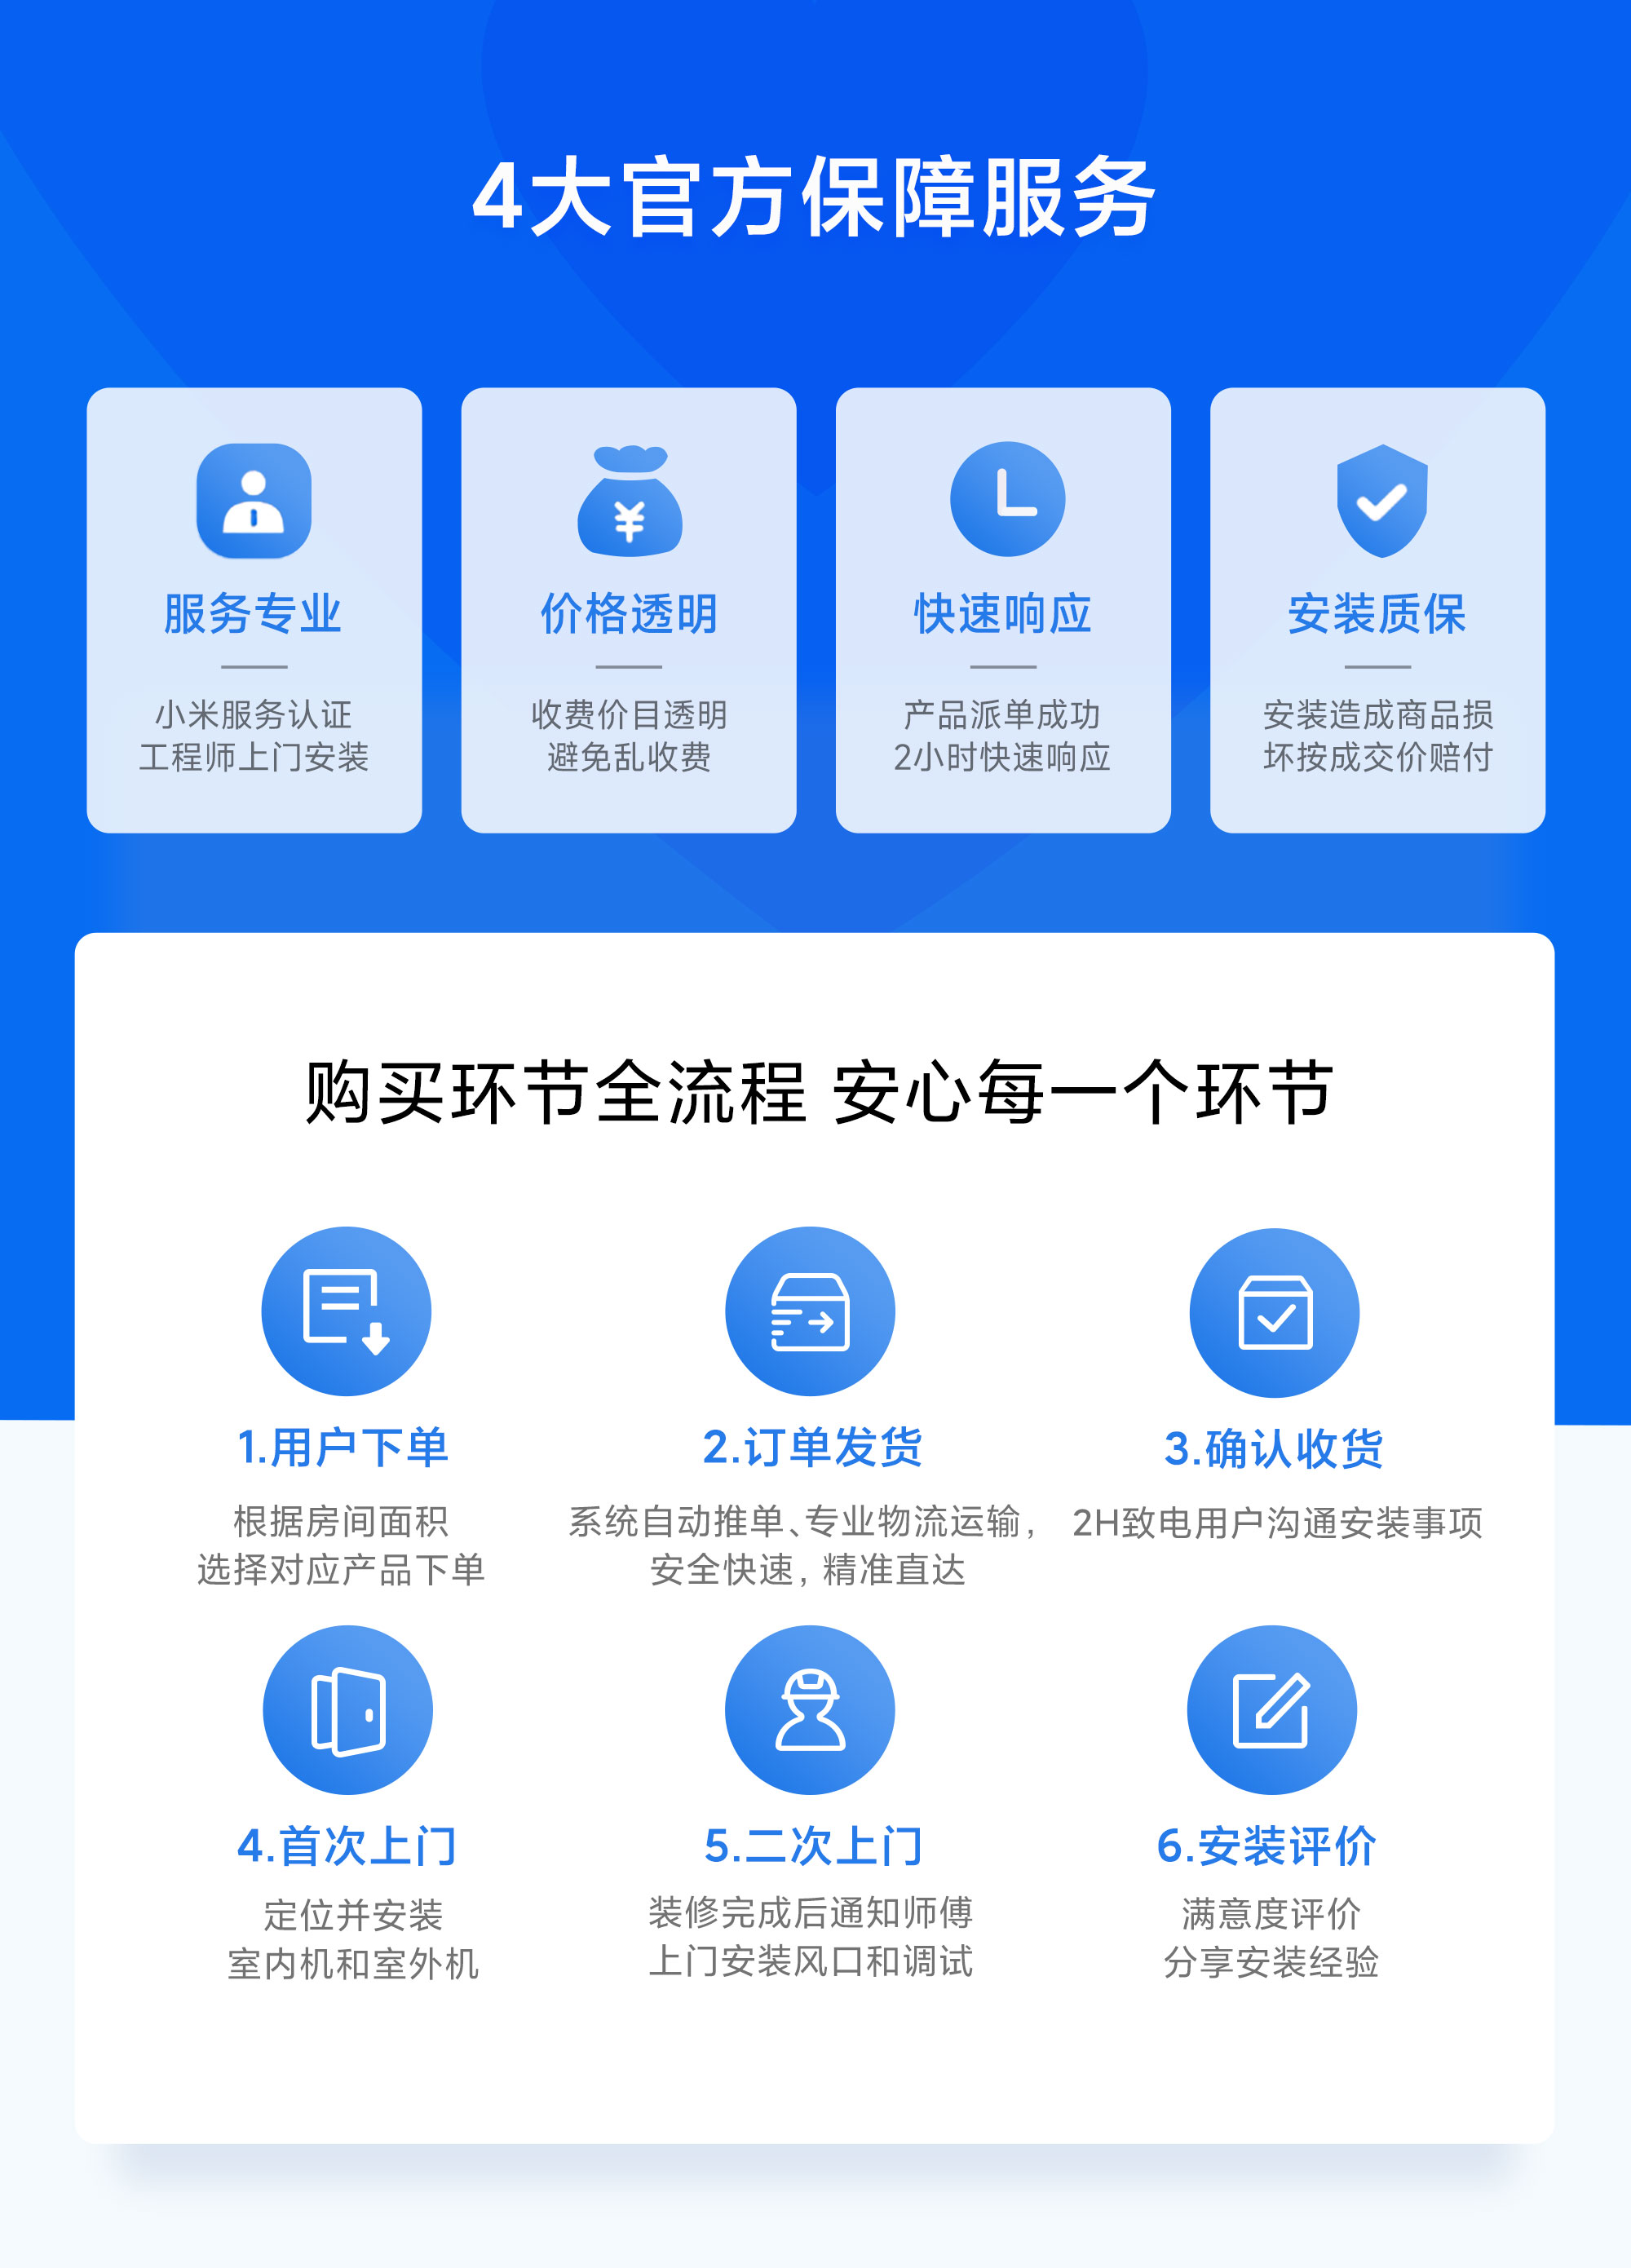 4大官方保障服务
服务专业
小米服务认证
工程师上门安装
价格透明
收费价目透明
避免乱收费
快速响应
产品派单成功
2小时快速响应
安装质保
安装造成商品损
坏按成交价赔付
购买环节全流程 安心每一个环节
1.用户下单
根据房间面积
选择对应产品下单
2.订单发货
系统自动推单、专业物流运输，
安全快速，精准直达
3.确认收货
2H致电用户沟通安装事项
4.首次上门
定位并安装
室内机和室外机
5.二次上门
装修完成后通知师傅
上门安装风口和调试
6.安装评价
满意度评价
分享安装经验